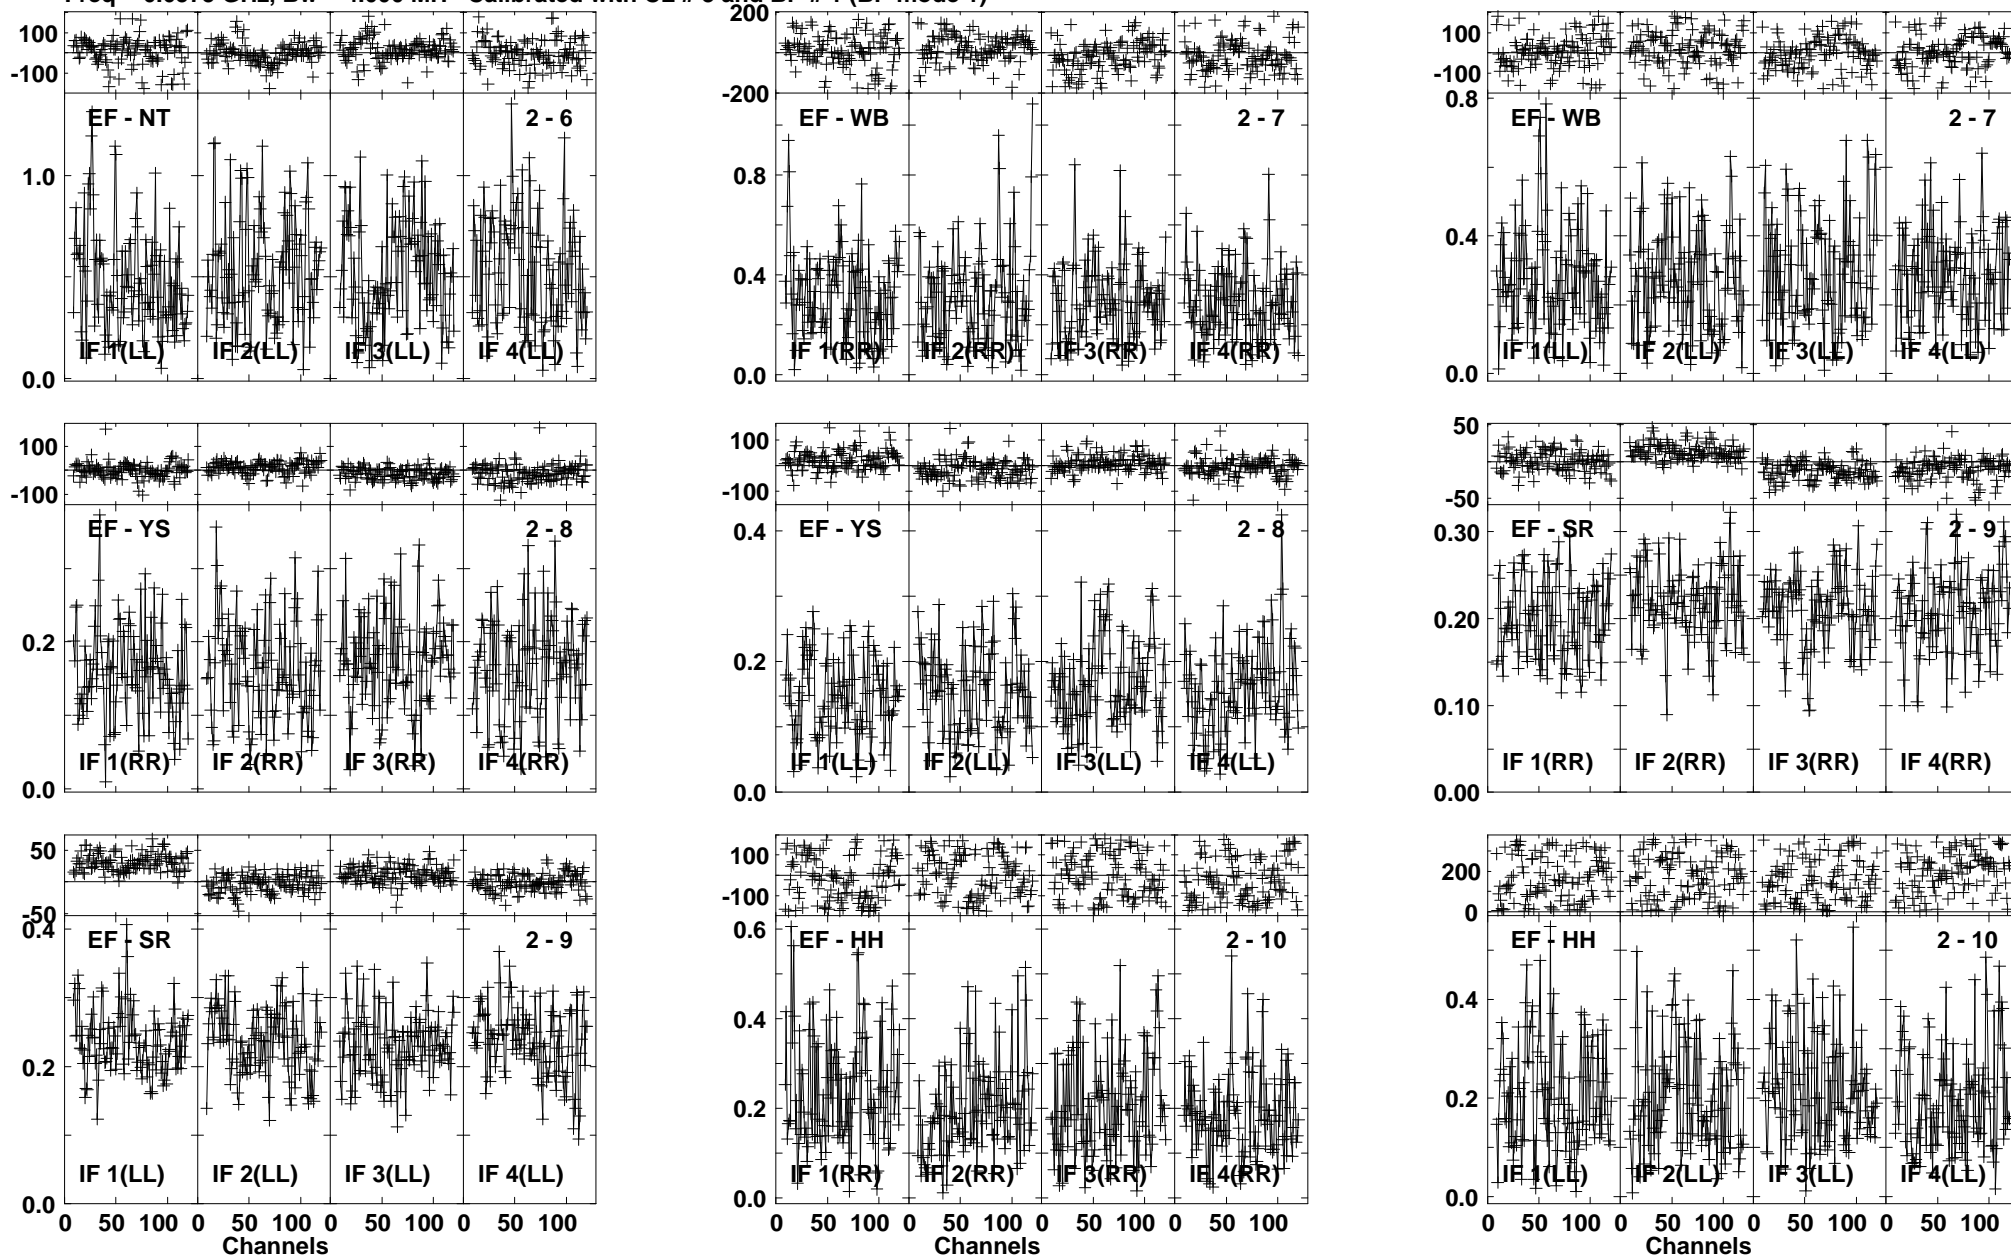 100
-100
EF - NT 2 - 6
1.0
0.0
IF 1(LL) IF 2(LL) IF 3(LL) IF 4(LL)
200
-200
EF - WB 2 - 7
0.8
0.4
0.0
IF 1(RR) IF 2(RR) IF 3(RR) IF 4(RR)
100
-100
0.8
EF - WB 2 - 7
0.4
0.0
IF 1(LL) IF 2(LL) IF 3(LL) IF 4(LL)
100
-100
EF - YS 2 - 8
0.2
0.0
IF 1(RR) IF 2(RR) IF 3(RR) IF 4(RR)
100
-100
0.4
EF - YS 2 - 8
0.2
0.0
IF 1(LL) IF 2(LL) IF 3(LL) IF 4(LL)
50
-50
0.30
EF - SR 2 - 9
0.20
0.10
0.00
IF 1(RR) IF 2(RR) IF 3(RR) IF 4(RR)
50
-50
0.4
EF - SR 2 - 9
0.2
0.0
IF 1(LL) IF 2(LL) IF 3(LL) IF 4(LL)
0 50 100 0 50 100 0 50 100 0 50 100
Channels
100
-100
0.6
EF - HH 2 - 10
0.4
0.2
0.0
IF 1(RR) IF 2(RR) IF 3(RR) IF 4(RR)
0 50 100 0 50 100 0 50 100 0 50 100
Channels
200
0
EF - HH 2 - 10
0.4
0.2
0.0
IF 1(LL) IF 2(LL) IF 3(LL) IF 4(LL)
0 50 100 0 50 100 0 50 100 0 50 100
Channels